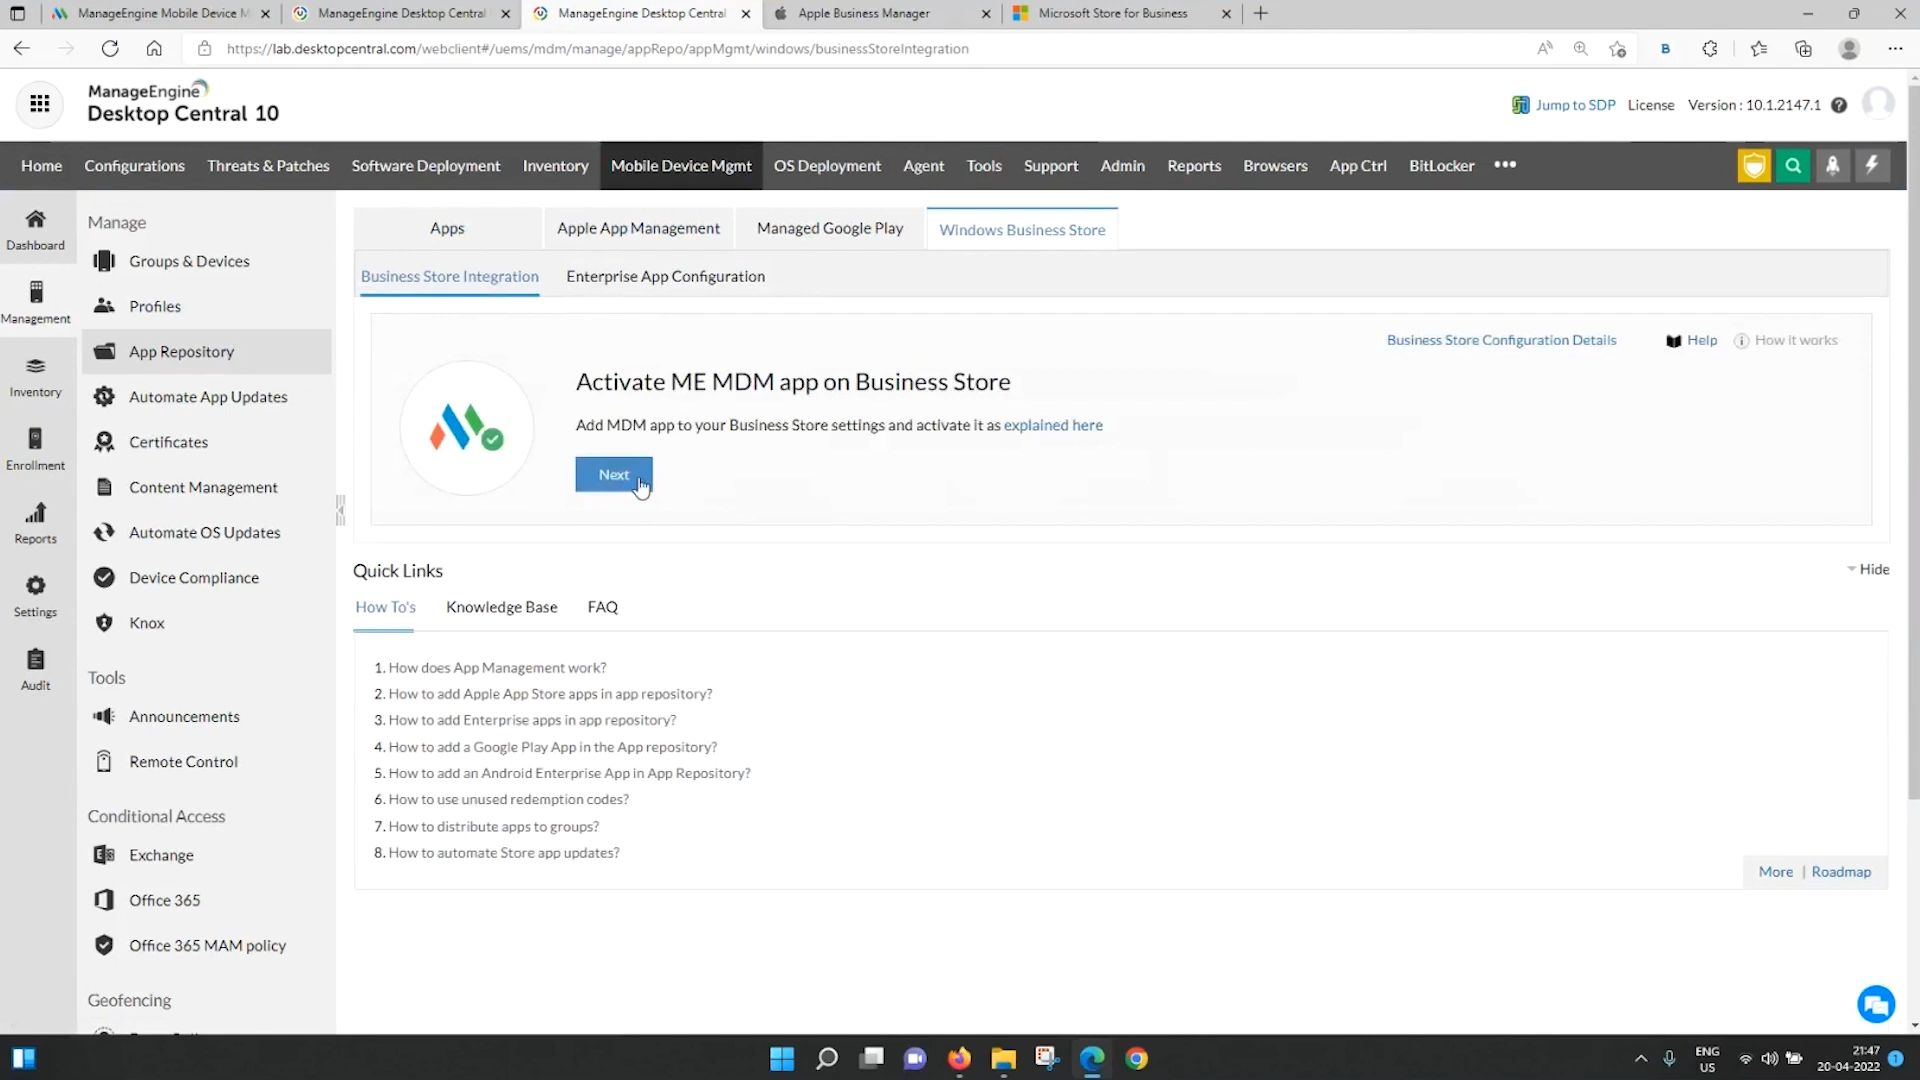 ManageEngine Mobile Device M
ManageEngine Desktop Central
ManageEngine Desktop Central
Apple Business Manager
Microsoft Store for Business
https://lab.desktopcentral.com/webclient#/uems/mdm/manage/appRepo/appMgmt/windows/businessStoreIntegration
ManageEngine
Desktop Central 10
Jump to SDP License Version : 10.1.2147.1
Home Configurations Threats & Patches Software Deployment Inventory Mobile Device Mgmt OS Deployment Agent Tools Support Admin Reports Browsers App Ctrl BitLocker •••
Dashboard
Management
Inventory
Enrollment
Reports
Settings
Audit
Manage
Groups & Devices
Profiles
App Repository
Automate App Updates
Certificates
Content Management
Automate OS Updates
Device Compliance
Knox
Tools
Announcements
Remote Control
Conditional Access
Exchange
Office 365
Office 365 MAM policy
Geofencing
Apps Apple App Management Managed Google Play Windows Business Store
Business Store Integration Enterprise App Configuration
Business Store Configuration Details Help How it works
Activate ME MDM app on Business Store
Add MDM app to your Business Store settings and activate it as explained here
Next
Quick Links
Hide
How To's Knowledge Base FAQ
1. How does App Management work?
2. How to add Apple App Store apps in app repository?
3. How to add Enterprise apps in app repository?
4. How to add a Google Play App in the App repository?
5. How to add an Android Enterprise App in App Repository?
6. How to use unused redemption codes?
7. How to distribute apps to groups?
8. How to automate Store app updates?
More | Roadmap
ENG
US
21:47
20-04-2022
1